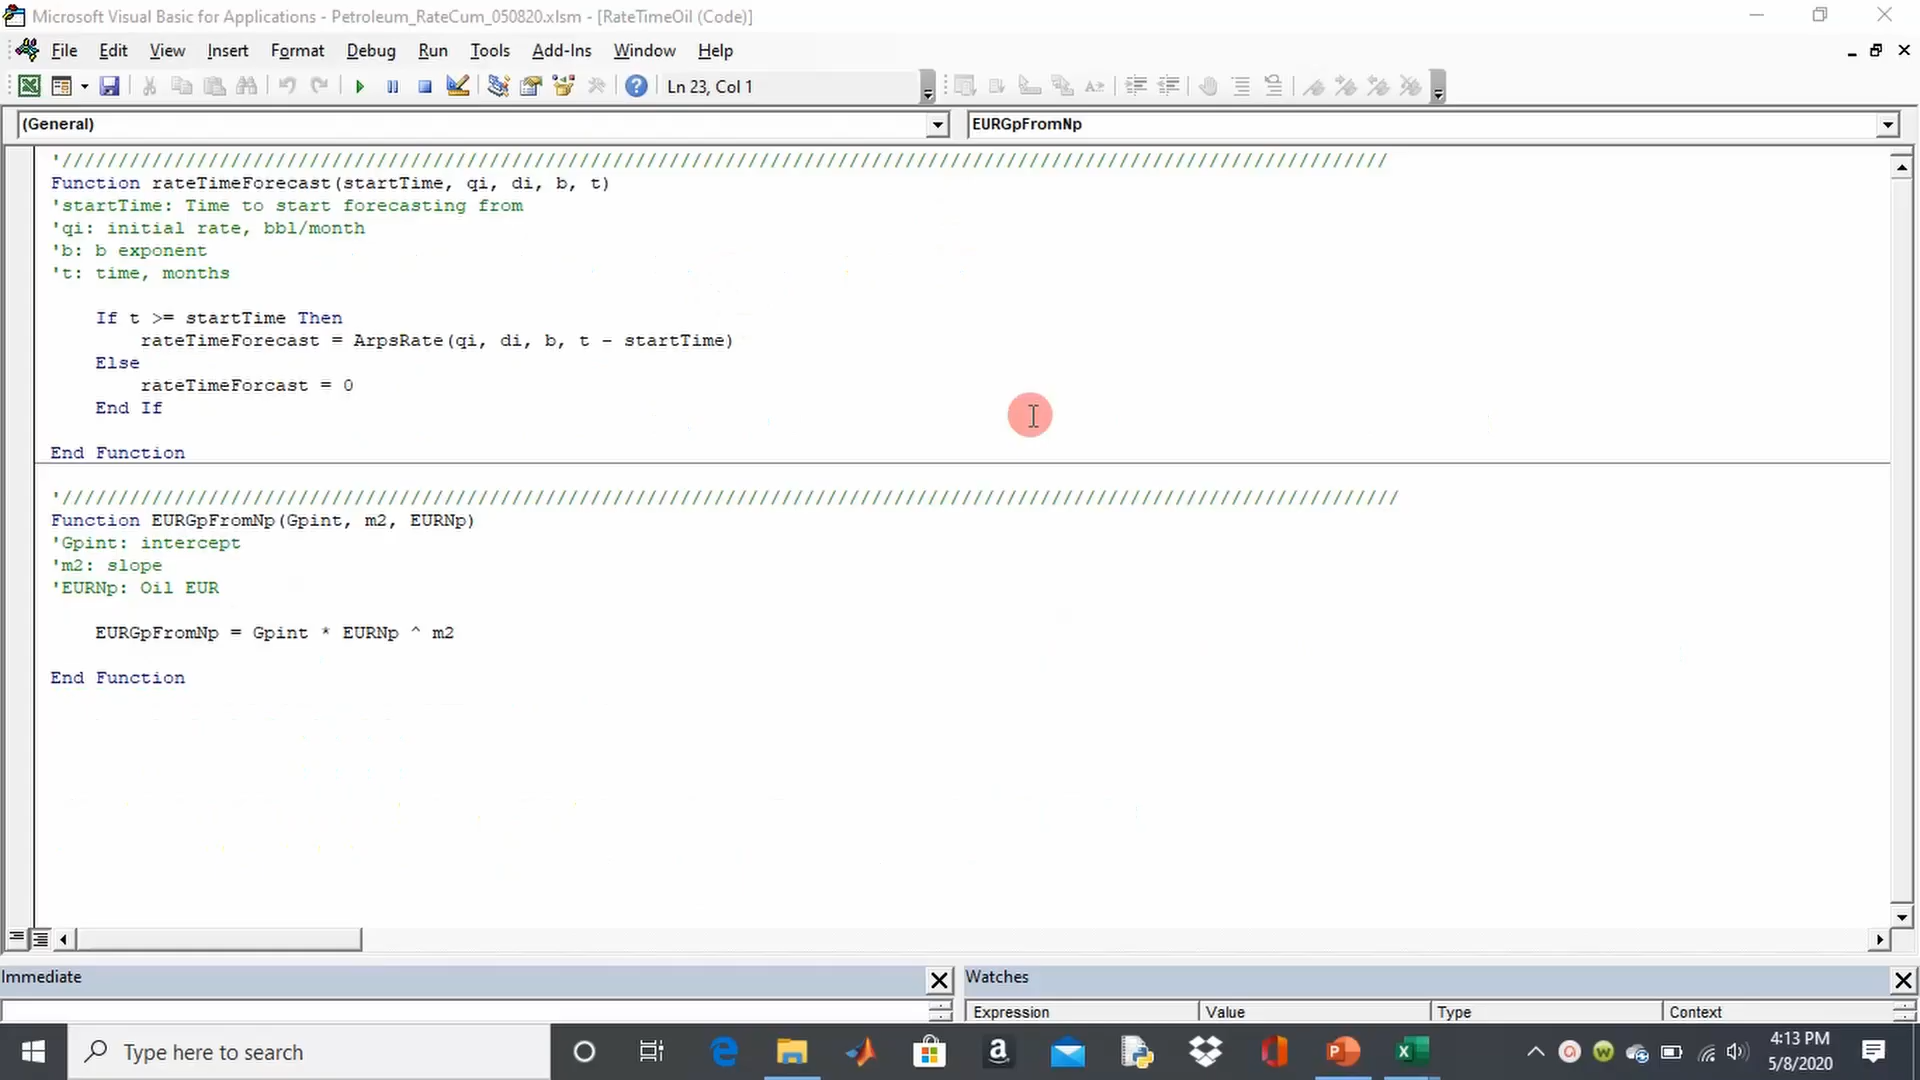 Microsoft Visual Basic for Applications - Petroleum_RateCum_050820.xlsm - [RateTimeOil (Code)]
File Edit View Insert Format Debug Run Tools Add-Ins Window Help
Ln 23, Col 1
(General) EURGpFromNp
'//////////////////////////////////////////////////////////////////////////////////////////////////////////////////////
Function rateTimeForecast(startTime, qi, di, b, t)
'startTime: Time to start forecasting from
'qi: initial rate, bbl/month
'b: b exponent
't: time, months
If t >= startTime Then
rateTimeForecast = ArpsRate(qi, di, b, t - startTime)
Else
rateTimeForcast = 0
End If
End Function
'///////////////////////////////////////////////////////////////////////////////////////////////////////////////////////
Function EURGpFromNp(Gpint, m2, EURNp)
'Gpint: intercept
'm2: slope
'EURNp: Oil EUR
EURGpFromNp = Gpint * EURNp ^ m2
End Function
Immediate Watches
Expression Value Type Context
Type here to search
4:13 PM
5/8/2020